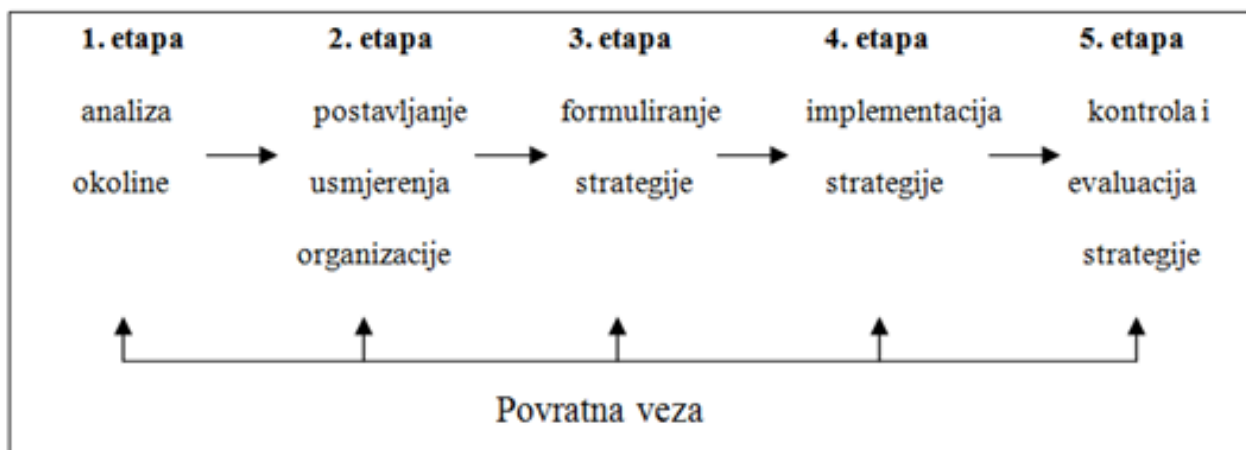 1. etapa 2. etapa 3. etapa 4. etapa 5. etapa
analiza postavljanje formuliranje implementacija kontrola i
okoline usmjerenja strategije strategije evaluacija
organizacije strategije
Povratna veza